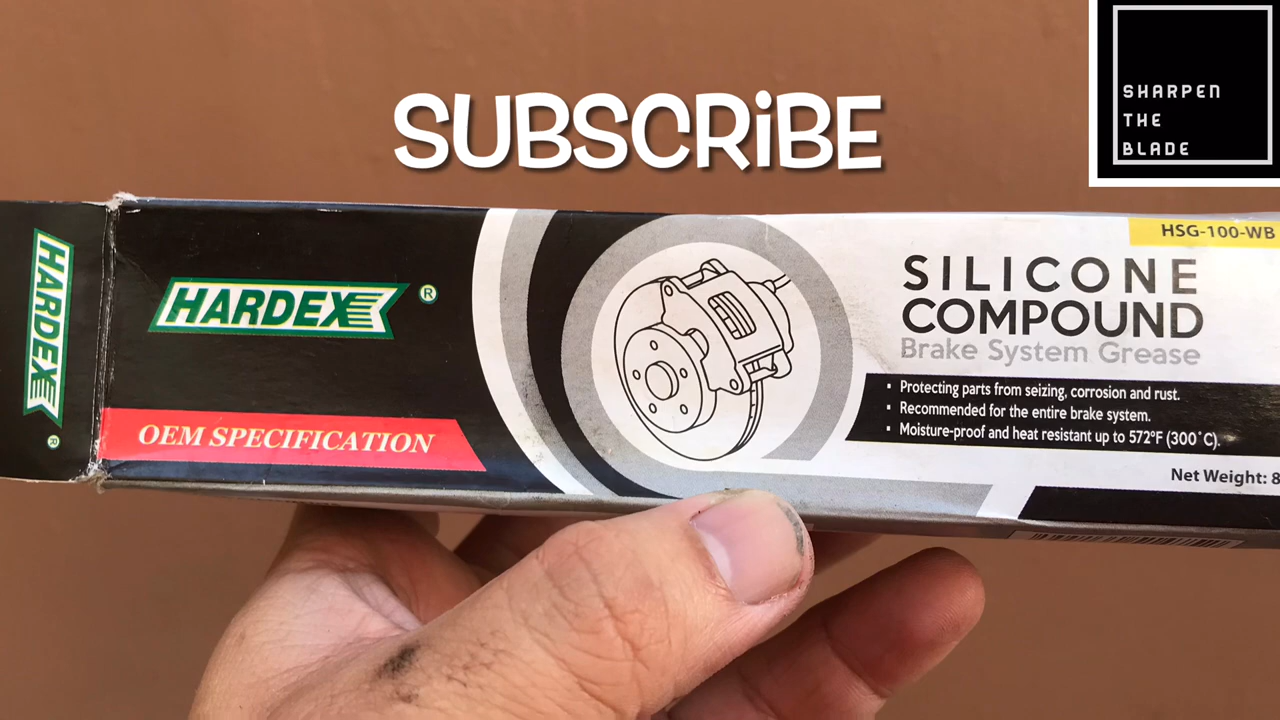 SUBSCRiBE
SHARPEN
THE
BLADE
HARDEX
®
HARDEX ®
OEM SPECIFICATION
HSG-100-WB
SILICONE
COMPOUND
Brake System Grease
▪ Protecting parts from seizing, corrosion and rust.
▪ Recommended for the entire brake system.
▪ Moisture-proof and heat resistant up to 572°F (300°C).
Net Weight: 8